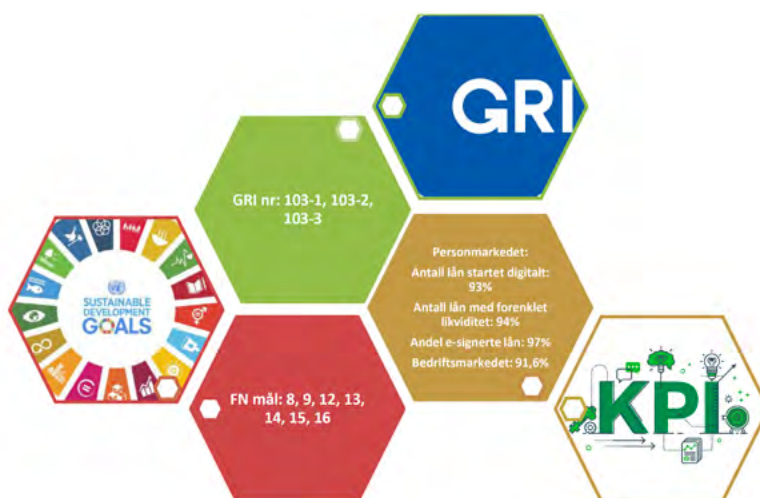 GRI
GRI nr: 103-1, 103-2,
103-3
Personmarkedet:
Antall lån startet digitalt:
93%
Antall lån med forenklet
likviditet: 94%
Andel e-signerte lån: 97%
Bedriftsmarkedet: 91,6%
SUSTAINABLE
DEVELOPMENT
GOALS
FN mål: 8, 9, 12, 13,
14, 15, 16
KPI